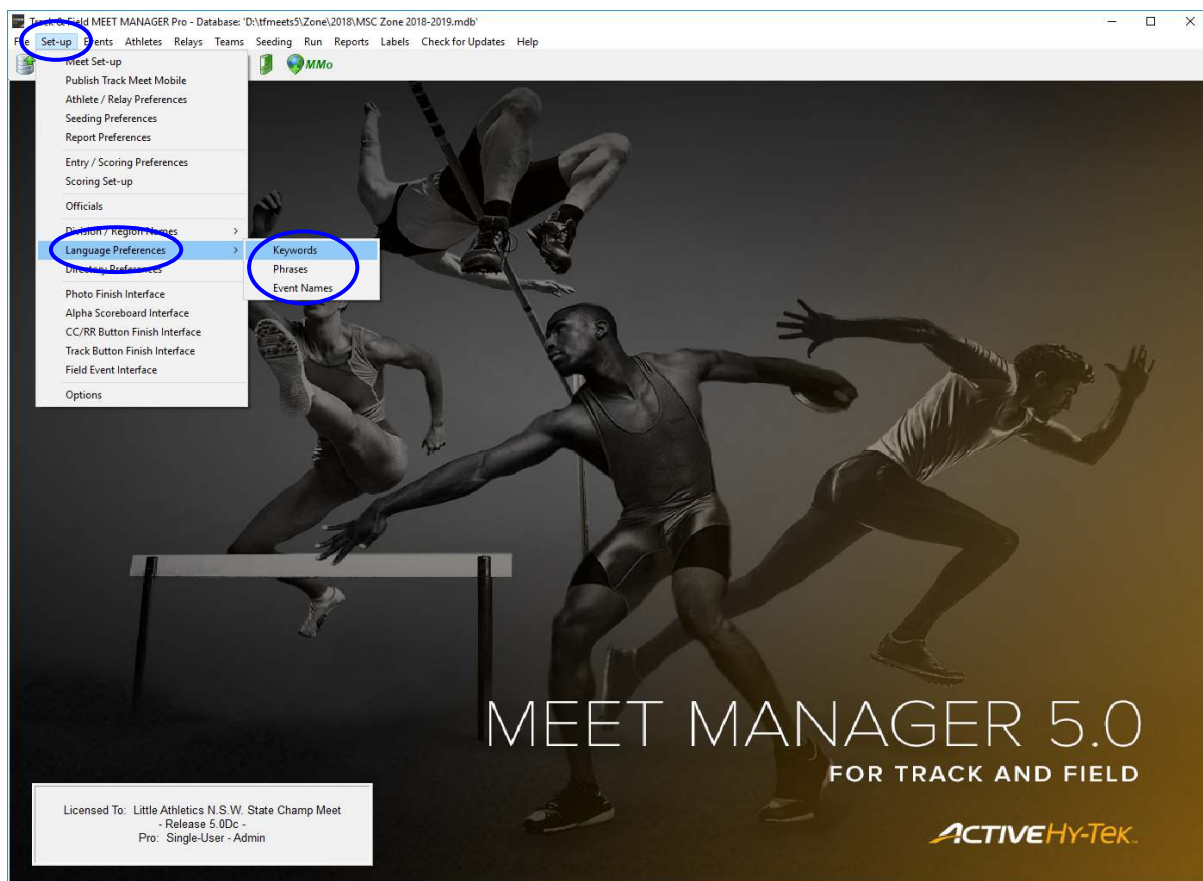 Track & Field MEET MANAGER Pro - Database: 'D:\tfmeets5\Zone\2018\MSC Zone 2018-2019.mdb'
File Set-up Events Athletes Relays Teams Seeding Run Reports Labels Check for Updates Help
MMo
Meet Set-up
Publish Track Meet Mobile
Athlete / Relay Preferences
Seeding Preferences
Report Preferences
Entry / Scoring Preferences
Scoring Set-up
Officials
Division / Region Names >
Language Preferences >
Keywords
Phrases
Event Names
Directory Preferences
Photo Finish Interface
Alpha Scoreboard Interface
CC/RR Button Finish Interface
Track Button Finish Interface
Field Event Interface
Options
MEET MANAGER 5.0
FOR TRACK AND FIELD
Licensed To: Little Athletics N.S.W. State Champ Meet
- Release 5.0Dc -
Pro: Single-User - Admin
ACTIVEHy-Tek